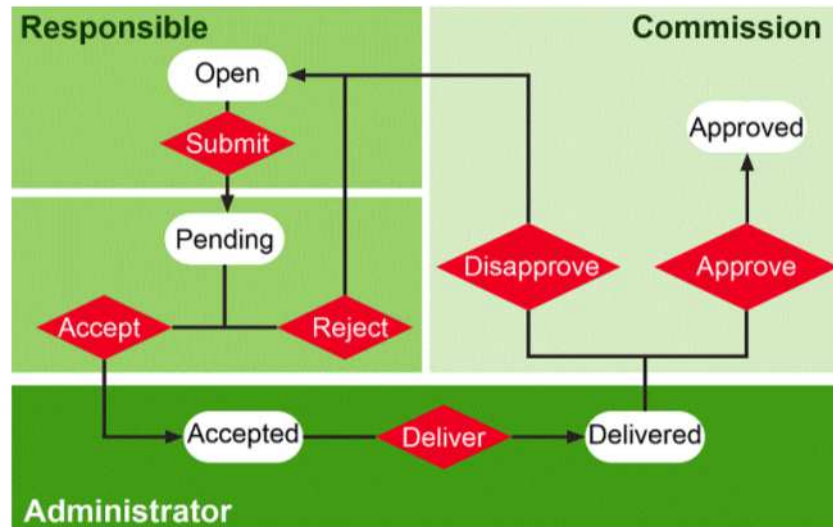 Responsible
Commission
Open
Approved
Submit
Pending
Disapprove
Approve
Accept
Reject
Accepted
Deliver
Delivered
Administrator